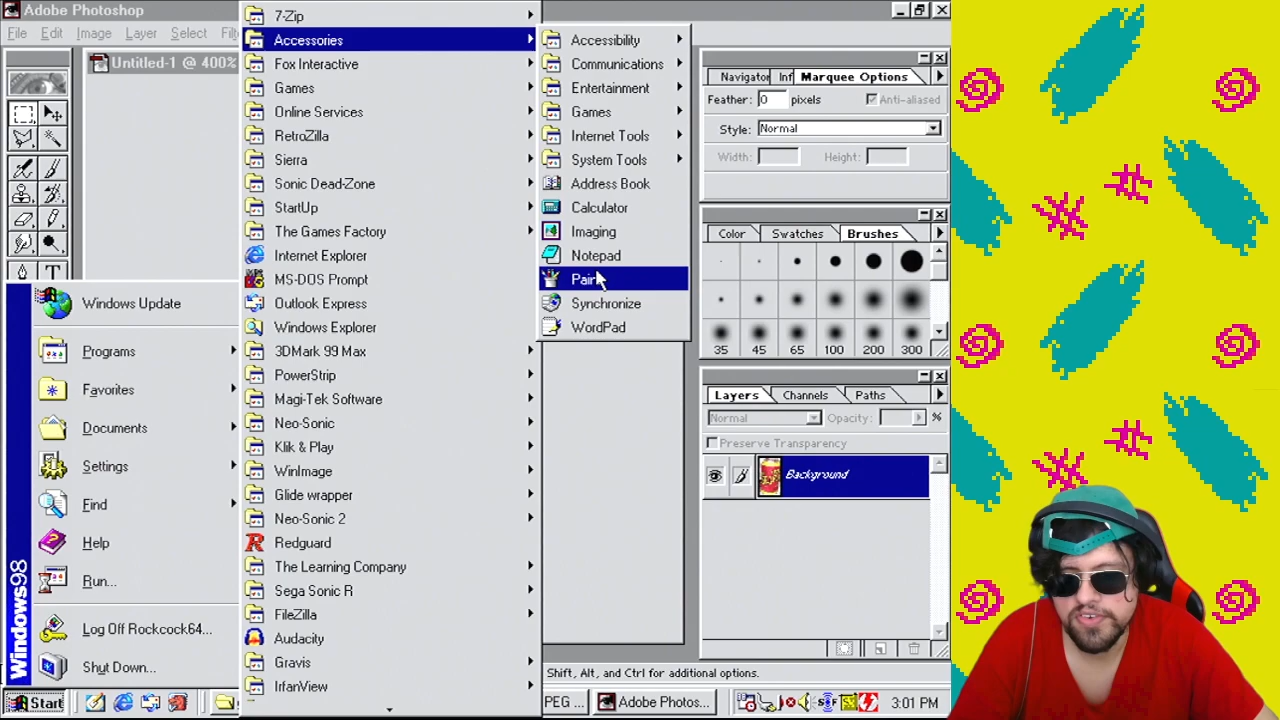 Adobe Photoshop
File Edit Image Layer Select
Untitled-1 @ 400%
7-Zip
Accessories
Fox Interactive
Games
Online Services
RetroZilla
Sierra
Sonic Dead-Zone
StartUp
The Games Factory
Internet Explorer
MS-DOS Prompt
Outlook Express
Windows Explorer
3DMark 99 Max
PowerStrip
Magi-Tek Software
Neo-Sonic
Klik & Play
WinImage
Glide wrapper
Neo-Sonic 2
Redguard
The Learning Company
Sega Sonic R
FileZilla
Audacity
Gravis
IrfanView
Accessibility
Communications
Entertainment
Games
Internet Tools
System Tools
Address Book
Calculator
Imaging
Notepad
Synchronize
WordPad
Windows Update
Programs
Favorites
Documents
Settings
Find
Help
Run...
Log Off Rockcock64...
Shut Down...
Windows98
Navigator Inf Marquee Options
Feather: 0 pixels Anti-aliased
Style: Normal
Width: Height:
Color Swatches Brushes
35 45 65 100 200 300
Layers Channels Paths
Normal Opacity: %
Preserve Transparency
Background
Shift, Alt, and Ctrl for additional options.
Start
PEG ...
Adobe Photos...
3:01 PM